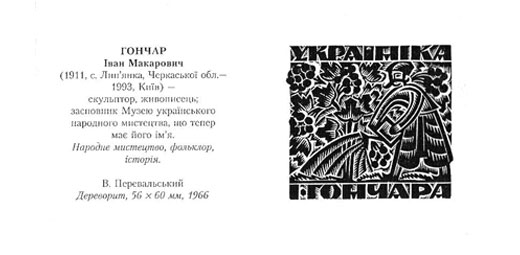 ГОНЧАР
Іван Макарович
(1911, с. Лип'янка, Черкаської обл.–
1993, Київ) –
скульптор, живописець;
засновник Музею українського
народного мистецтва, що тепер
має його ім'я.
Народне мистецтво, фольклор,
історія.
В. Перевальський
Дереворит, 56 × 60 мм, 1966
УКРАЇНІКА
І·ГОНЧАРА